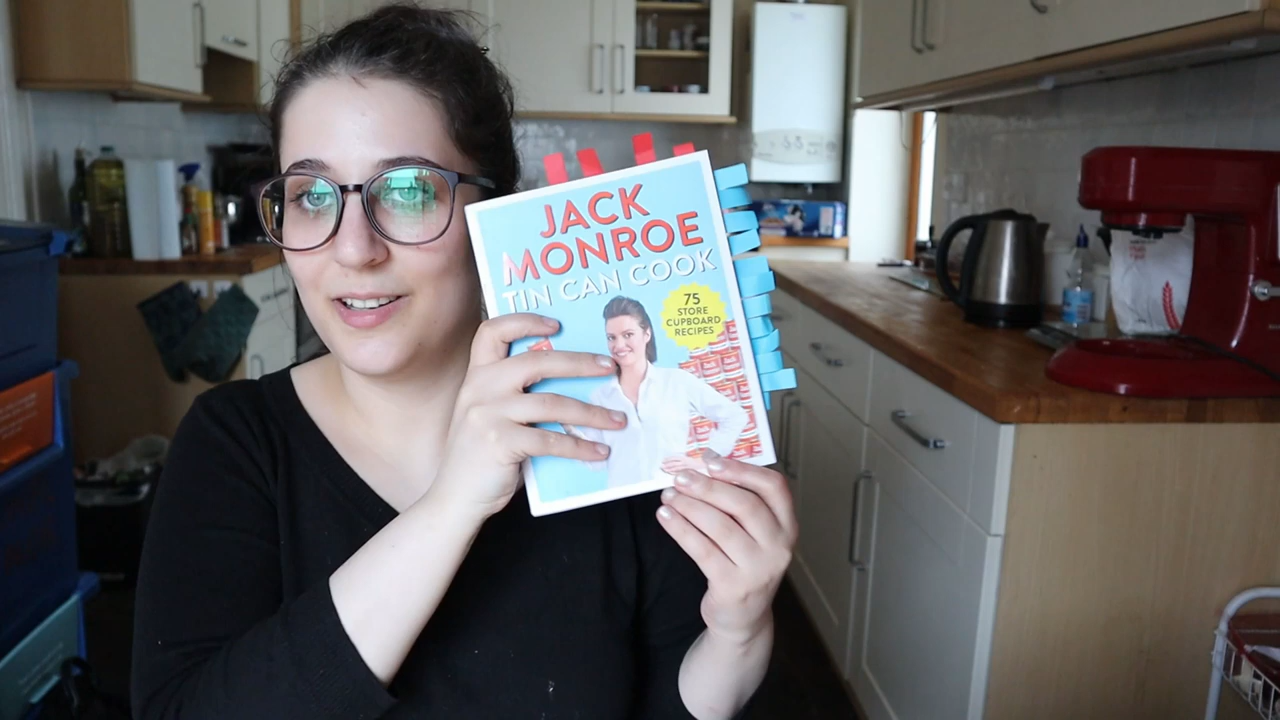 JACK
MONROE
TIN CAN COOK
75
STORE
CUPBOARD
RECIPES